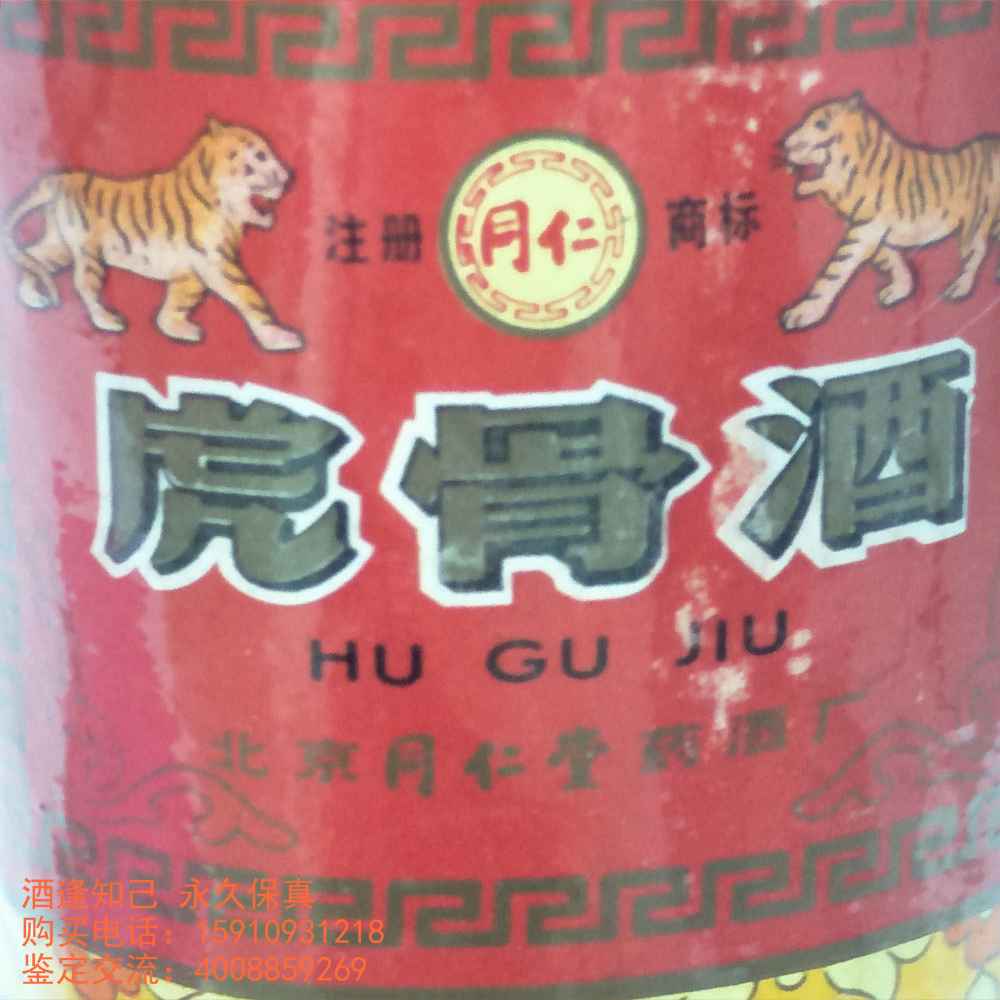 注册 同仁 商标
虎骨酒
HU GU JIU
北京同仁堂药酒厂
酒逢知己 永久保真
购买电话：15910931218
鉴定交流：4008859269